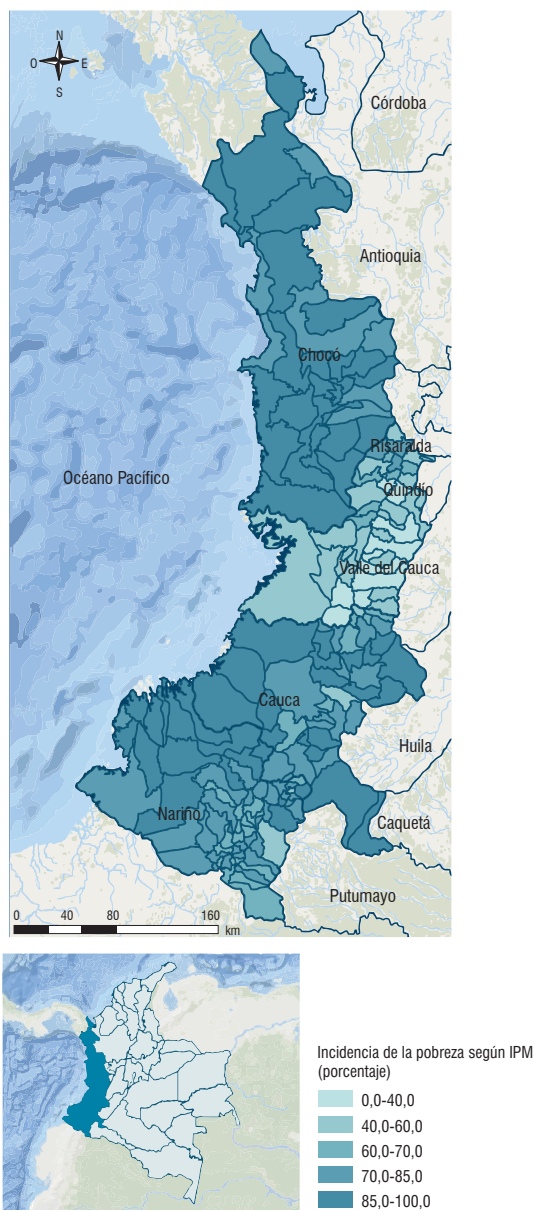 N
O
E
S
Córdoba
Antioquia
Chocó
Risaralda
Quindío
Océano Pacífico
Valle del Cauca
Cauca
Huila
Nariño
Caquetá
Putumayo
0 40 80 160
km
Incidencia de la pobreza según IPM
(porcentaje)
0,0-40,0
40,0-60,0
60,0-70,0
70,0-85,0
85,0-100,0